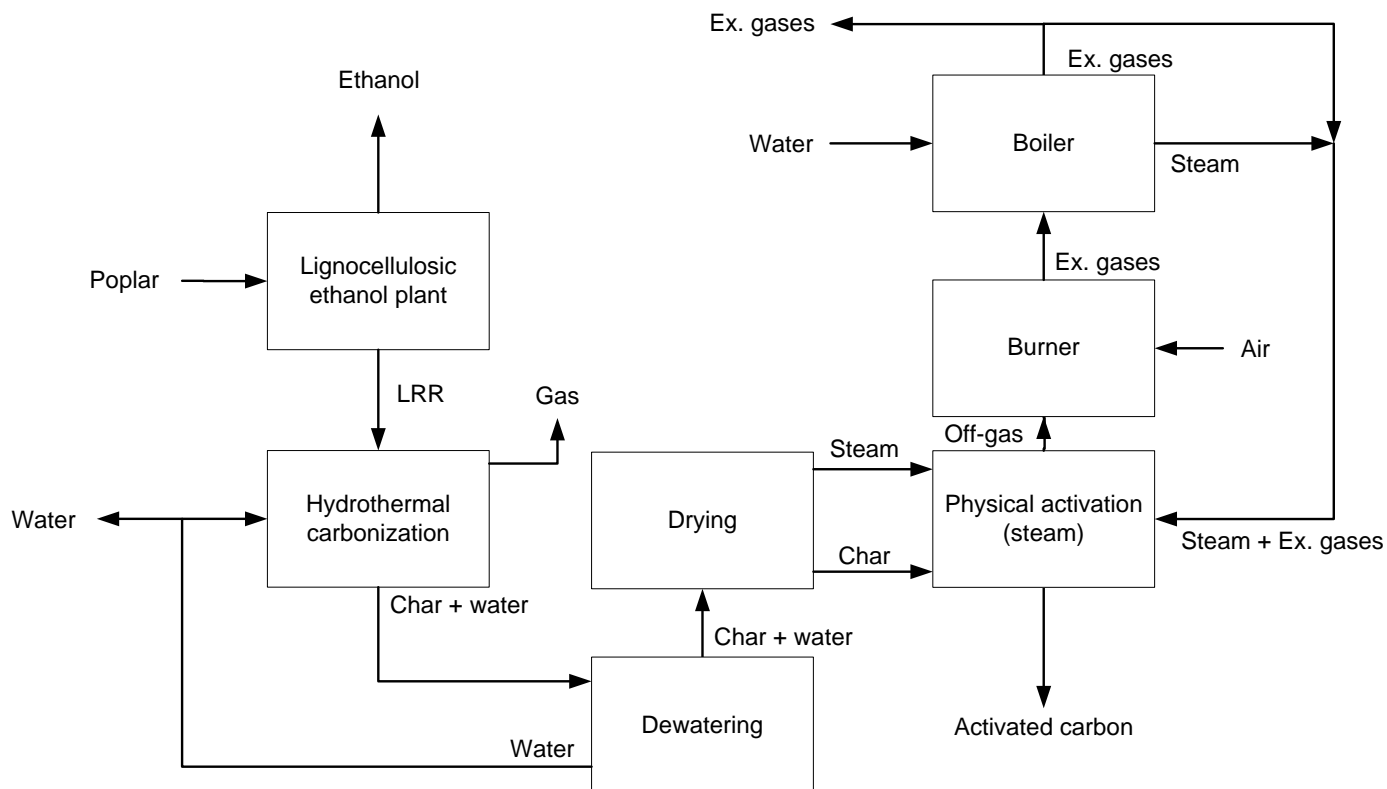 Ex. gases
Ex. gases
Ethanol
Water
Boiler
Steam
Lignocellulosic
ethanol plant
Poplar
Ex. gases
Burner
Air
LRR
Gas
Off-gas
Steam
Hydrothermal
carbonization
Water
Drying
Physical activation
(steam)
Steam + Ex. gases
Char
Char + water
Char + water
Dewatering
Water
Activated carbon